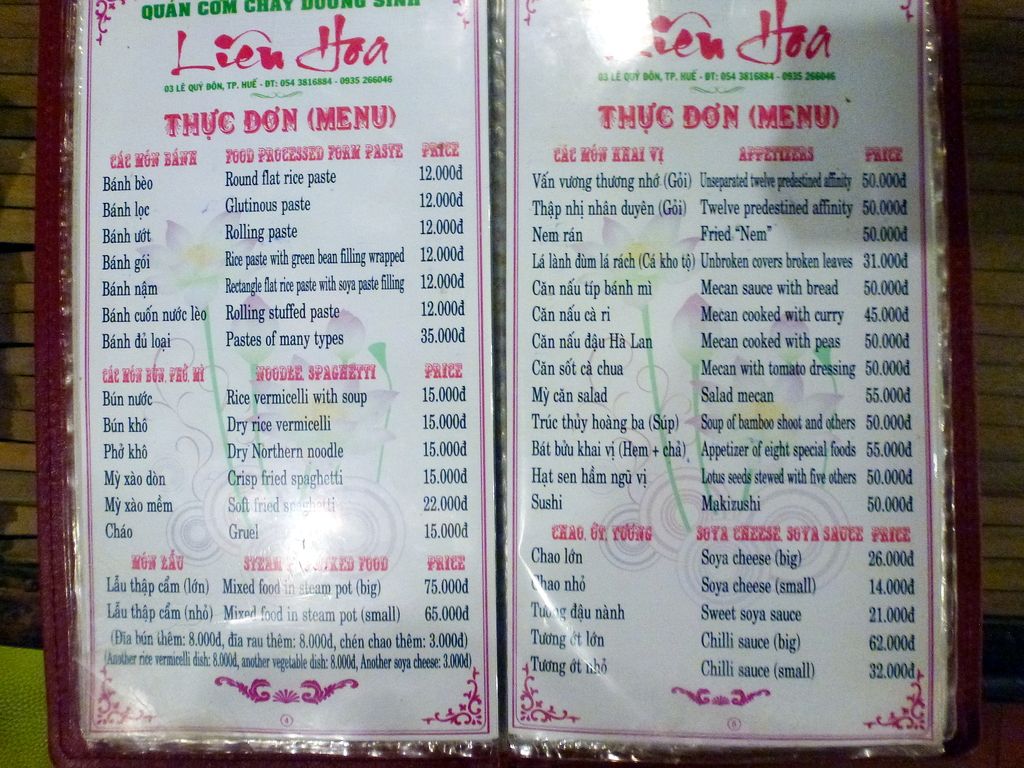 QUÁN CƠM CHAY DƯỠNG SINH
Liên Hoa
03 LÊ QUÝ ĐÔN, TP. HUẾ - ĐT: 054 3816884 - 0935 266046
THỰC ĐƠN (MENU)
CÁC MÓN BÁNH FOOD PROCESSED FORM PASTE PRICE
Bánh bèo Round flat rice paste 12.000đ
Bánh lọc Glutinous paste 12.000đ
Bánh ướt Rolling paste 12.000đ
Bánh gói Rice paste with green bean filling wrapped 12.000đ
Bánh nậm Rectangle flat rice paste with soya paste filling 12.000đ
Bánh cuốn nước lèo Rolling stuffed paste 12.000đ
Bánh đủ loại Pastes of many types 35.000đ
CÁC MÓN BÚN, PHỞ, MÌ NOODLE, SPAGHETTI PRICE
Bún nước Rice vermicelli with soup 15.000đ
Bún khô Dry rice vermicelli 15.000đ
Phở khô Dry Northern noodle 15.000đ
Mỳ xào dòn Crisp fried spaghetti 15.000đ
Mỳ xào mềm Soft fried spaghetti 22.000đ
Cháo Gruel 15.000đ
MÓN LẨU STEAM FOOD PRICE
Lẩu thập cẩm (lớn) Mixed food in steam pot (big) 75.000đ
Lẩu thập cẩm (nhỏ) Mixed food in steam pot (small) 65.000đ
(Đĩa bún thêm: 8.000đ, đĩa rau thêm: 8.000đ, chén chao thêm: 3.000đ)
(Another rice vermicelli dish: 8.000đ, another vegetable dish: 8.000đ, Another soya cheese: 3.000đ)
4
Liên Hoa
03 LÊ QUÝ ĐÔN, TP. HUẾ - ĐT: 054 3816884 - 0935 266046
THỰC ĐƠN (MENU)
CÁC MÓN KHAI VỊ APPETIZERS PRICE
Vấn vương thương nhớ (Gỏi) Unseparated twelve predestined affinity 50.000đ
Thập nhị nhân duyên (Gỏi) Twelve predestined affinity 50.000đ
Nem rán Fried “Nem” 50.000đ
Lá lành đùm lá rách (Cá kho tộ) Unbroken covers broken leaves 31.000đ
Căn nấu típ bánh mì Mecan sauce with bread 50.000đ
Căn nấu cà ri Mecan cooked with curry 45.000đ
Căn nấu đậu Hà Lan Mecan cooked with peas 50.000đ
Căn sốt cà chua Mecan with tomato dressing 50.000đ
Mỳ căn salad Salad mecan 55.000đ
Trúc thủy hoàng ba (Súp) Soup of bamboo shoot and others 50.000đ
Bát bửu khai vị (Hem + chả) Appetizer of eight special foods 55.000đ
Hạt sen hầm ngũ vị Lotus seeds stewed with five others 50.000đ
Sushi Makizushi 50.000đ
CHAO, ỚT, TƯƠNG SOYA CHEESE, SOYA SAUCE PRICE
Chao lớn Soya cheese (big) 26.000đ
Chao nhỏ Soya cheese (small) 14.000đ
Tương đậu nành Sweet soya sauce 21.000đ
Tương ớt lớn Chilli sauce (big) 62.000đ
Tương ớt nhỏ Chilli sauce (small) 32.000đ
5